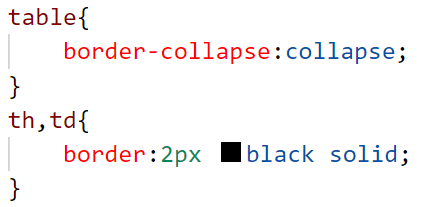 table{
    border-collapse:collapse;
}
th,td{
    border:2px black solid;
}